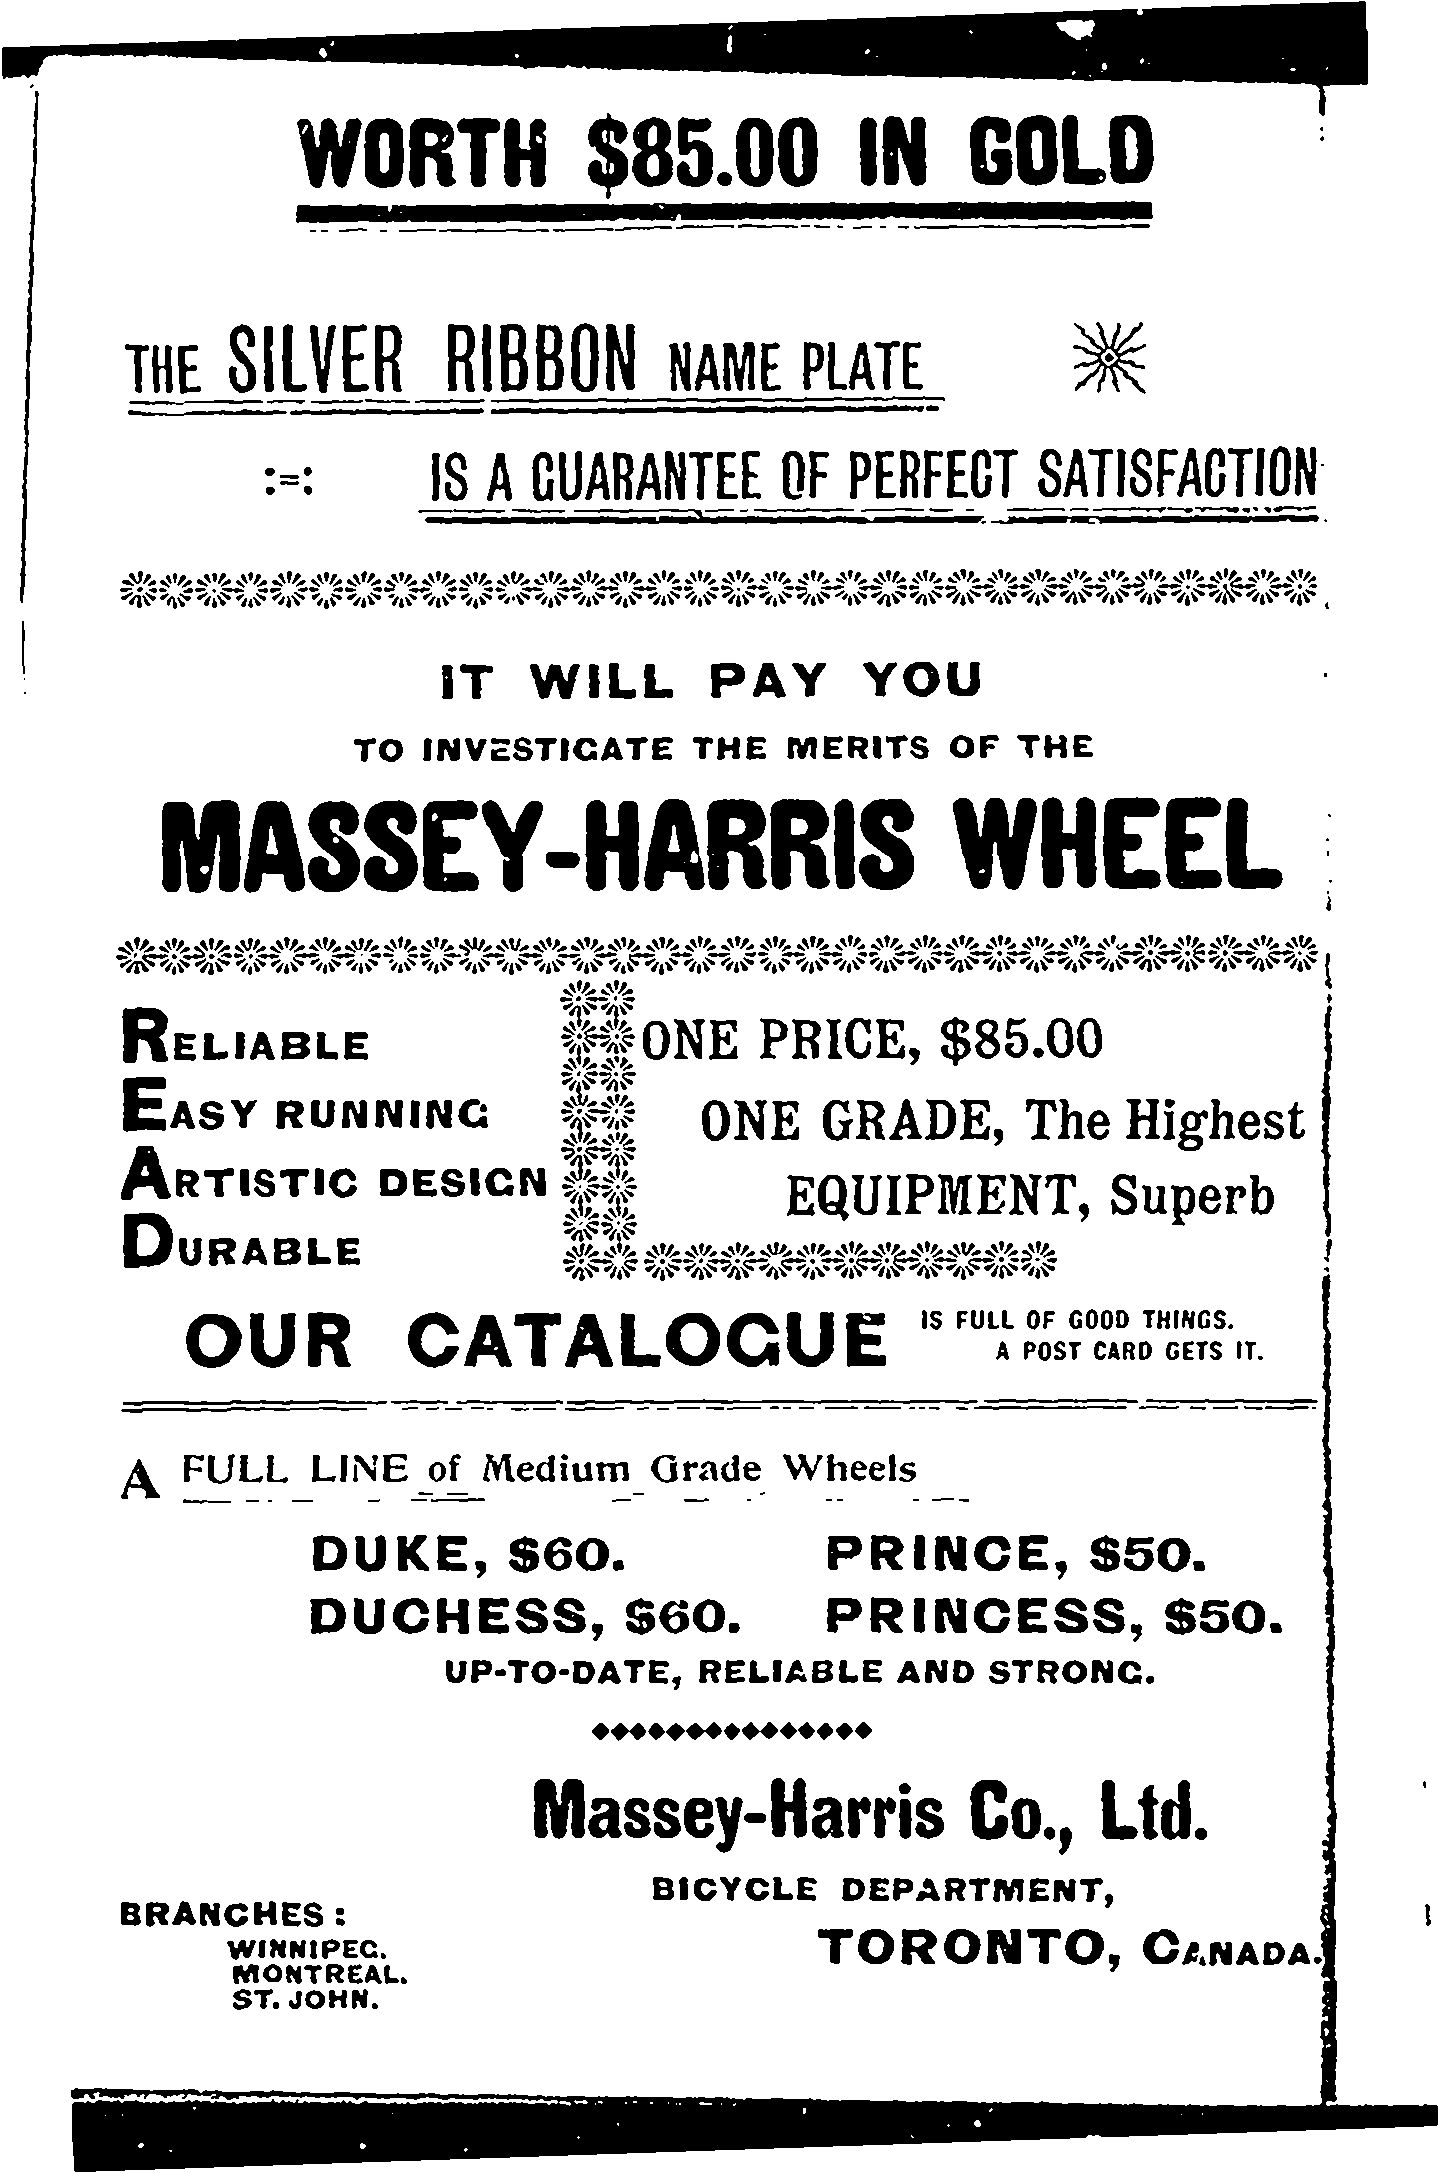 WORTH $85.00 IN GOLD
THE SILVER RIBBON NAME PLATE
:=: IS A GUARANTEE OF PERFECT SATISFACTION
IT WILL PAY YOU
TO INVESTIGATE THE MERITS OF THE
MASSEY-HARRIS WHEEL
RELIABLE
EASY RUNNING
ARTISTIC DESIGN
DURABLE
ONE PRICE, $85.00
ONE GRADE, The Highest
EQUIPMENT, Superb
OUR CATALOGUE IS FULL OF GOOD THINGS.
A POST CARD GETS IT.
A FULL LINE of Medium Grade Wheels
DUKE, $60. PRINCE, $50.
DUCHESS, $60. PRINCESS, $50.
UP-TO-DATE, RELIABLE AND STRONG.
Massey-Harris Co., Ltd.
BICYCLE DEPARTMENT,
TORONTO, CANADA.
BRANCHES:
WINNIPEG.
MONTREAL.
ST. JOHN.